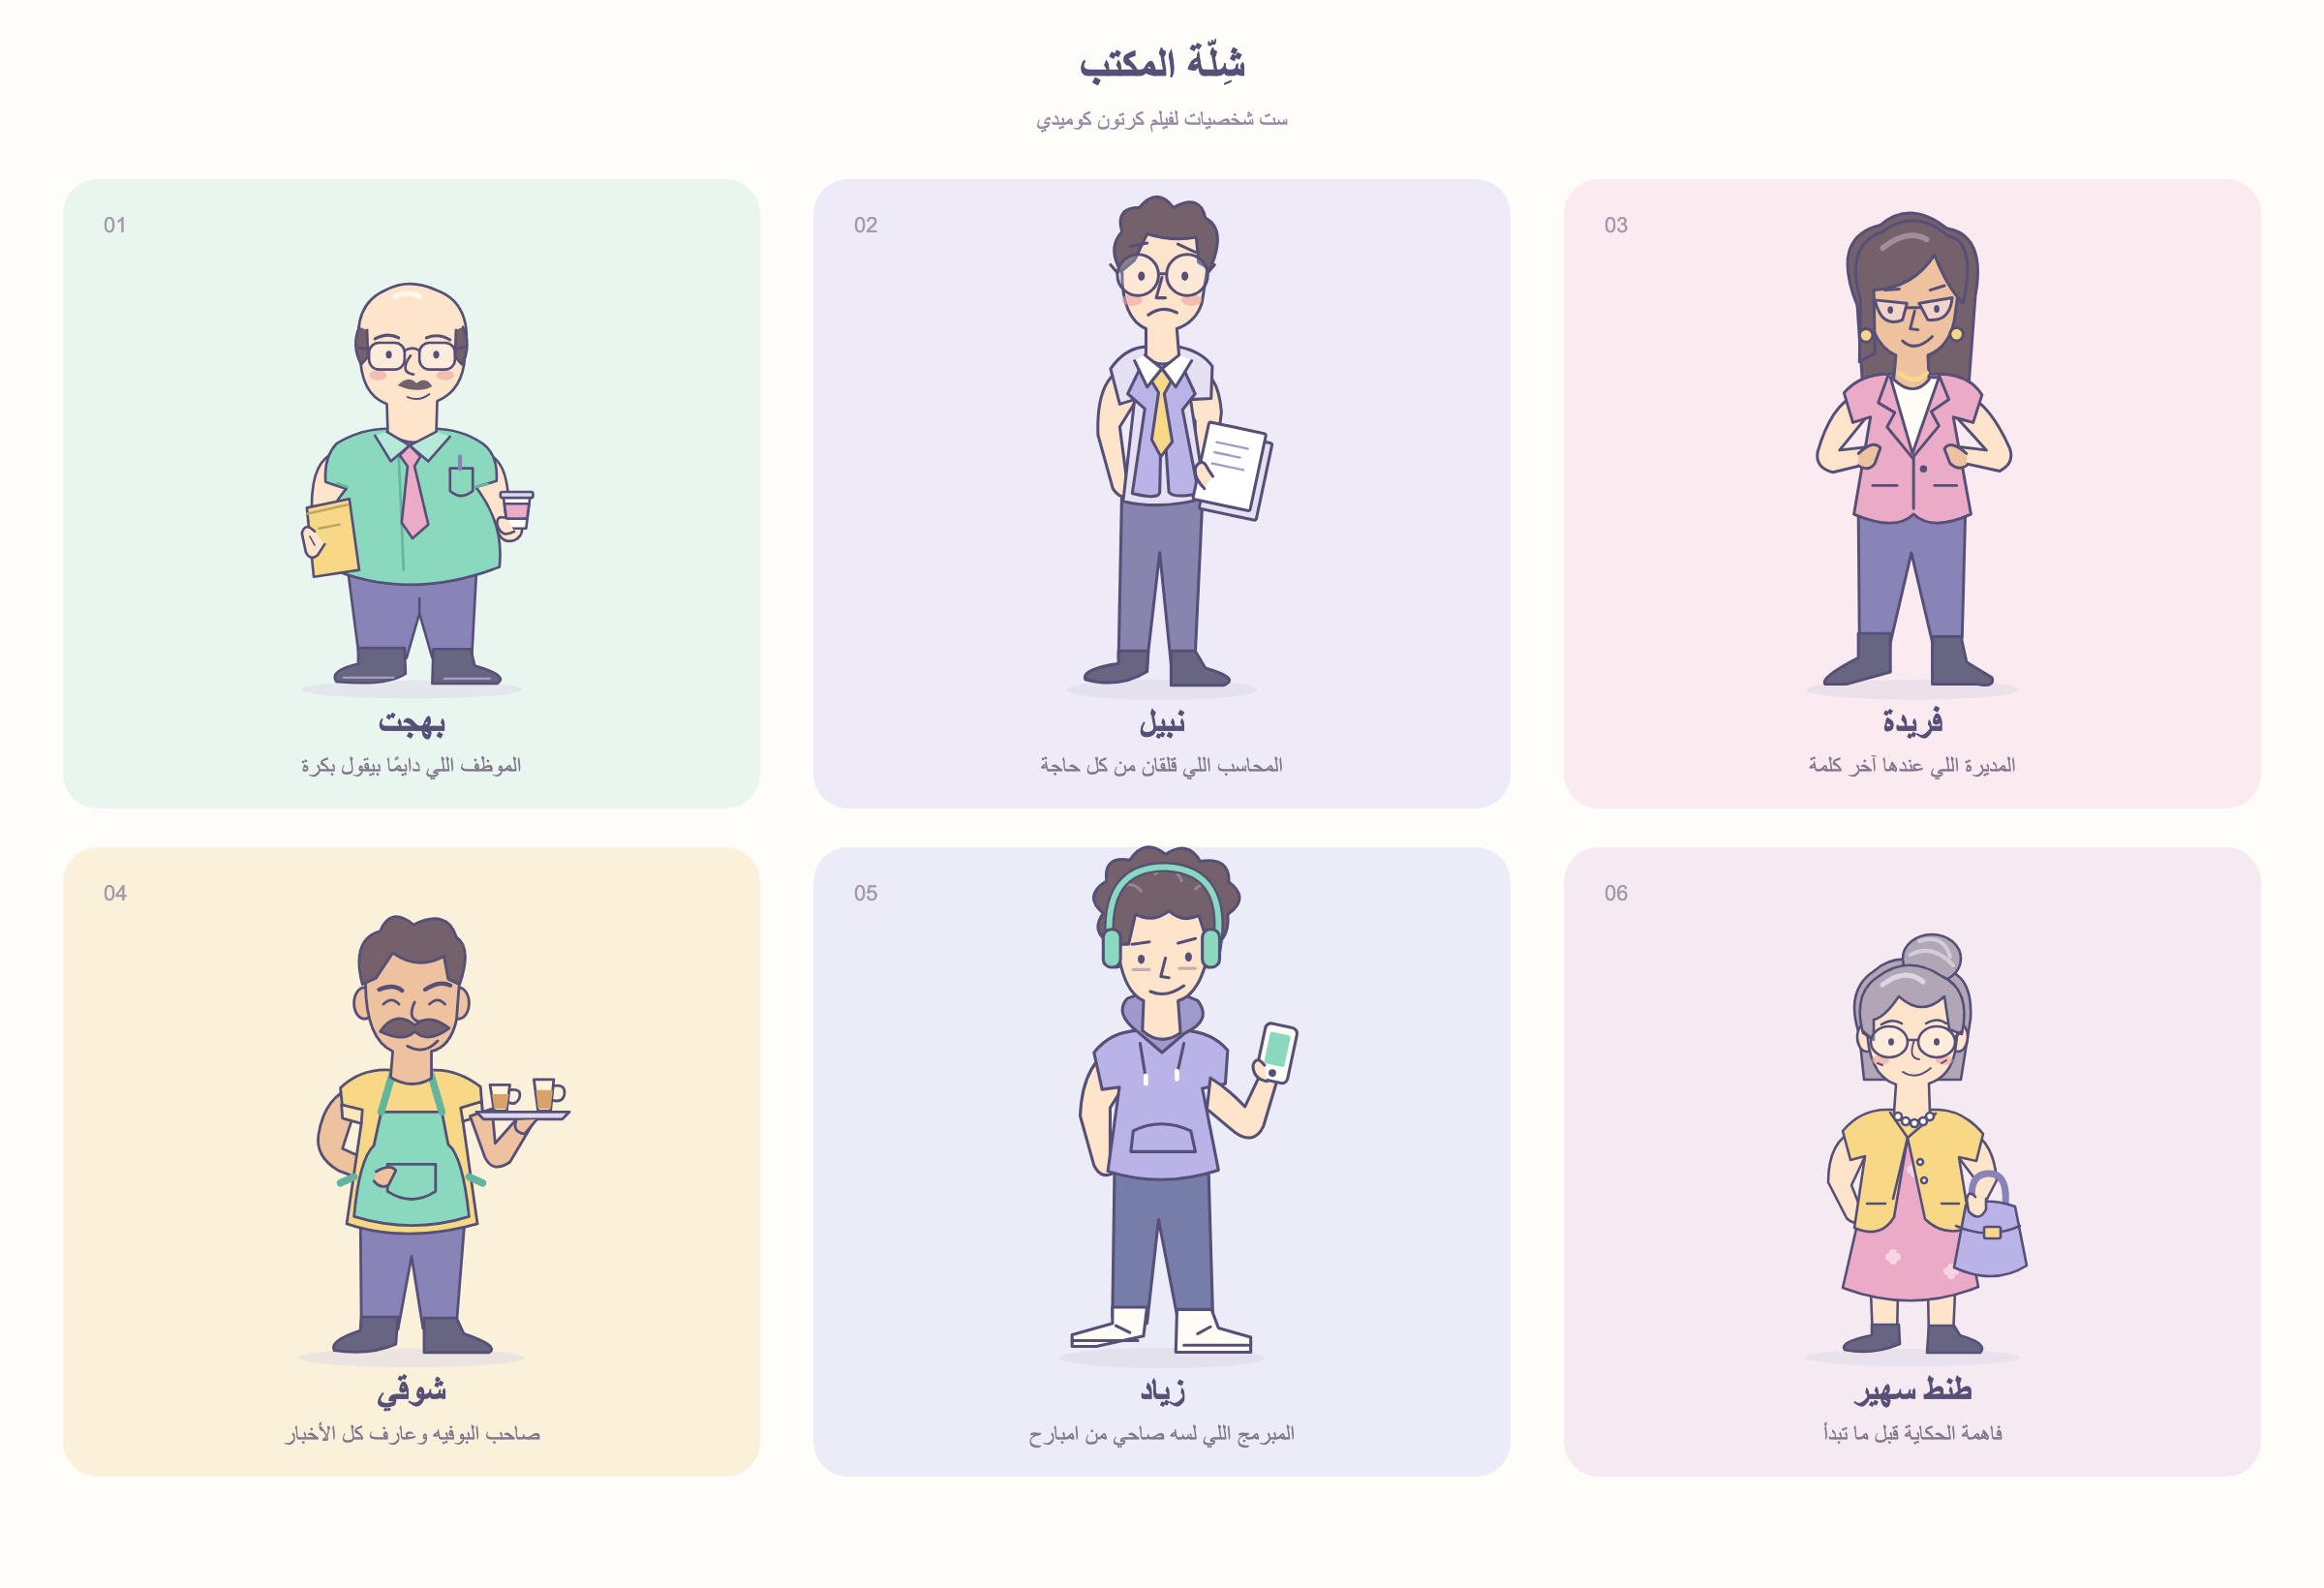 شِلّة المكتب
ست شخصيات لفيلم كرتون كوميدي
01
بهجت
الموظف اللي دايمًا بيقول بكرة
02
نبيل
المحاسب اللي قلقان من كل حاجة
03
فريدة
المديرة اللي عندها آخر كلمة
04
شوقي
صاحب البوفيه وعارف كل الأخبار
05
زياد
المبرمج اللي لسه صاحي من امبارح
06
طنط سهير
فاهمة الحكاية قبل ما تبدأ